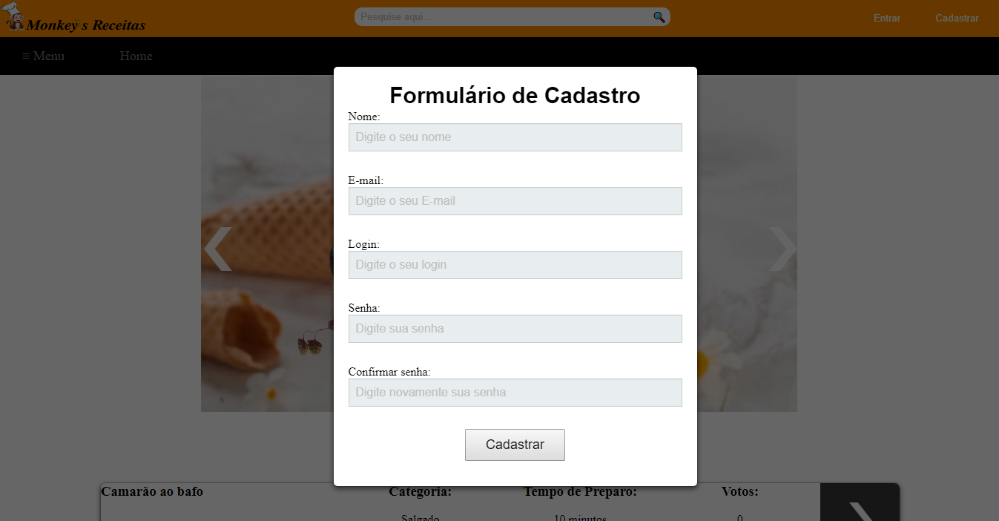 Monkey's Receitas
Pesquise aqui...
Entrar
Cadastrar
≡ Menu
Home
Formulário de Cadastro
Nome:
Digite o seu nome
E-mail:
Digite o seu E-mail
Login:
Digite o seu login
Senha:
Digite sua senha
Confirmar senha:
Digite novamente sua senha
Cadastrar
Camarão ao bafo
Categoria:
Tempo de Preparo:
Votos:
Salgado
10 minutos
0